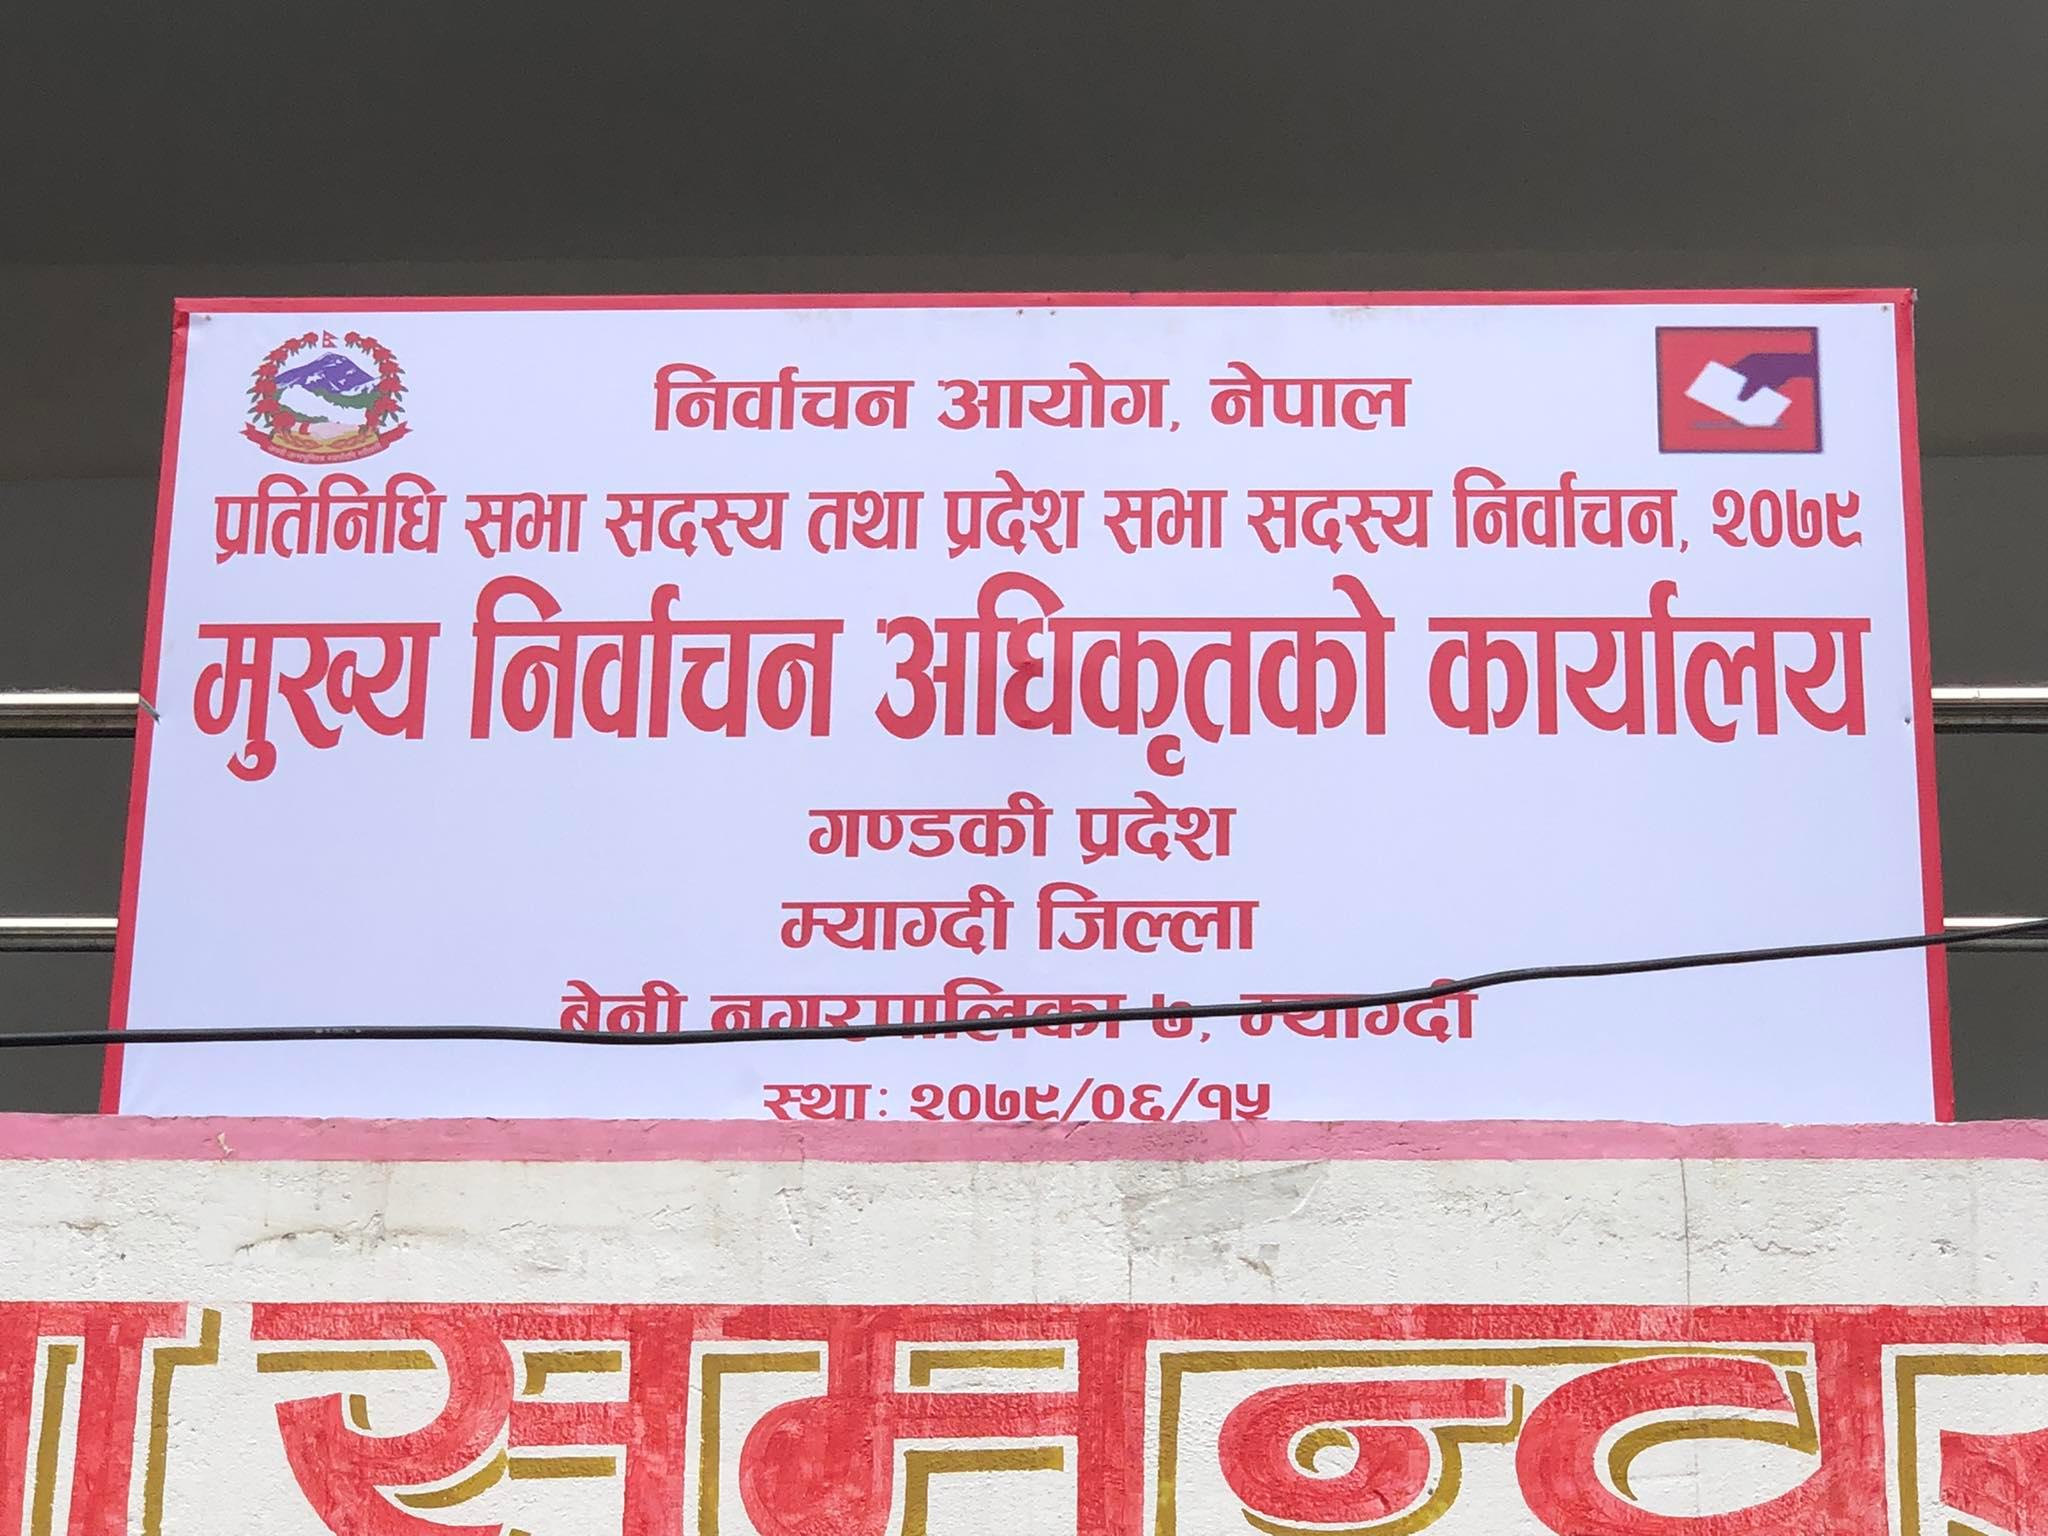 निर्वाचन आयोग, नेपाल
प्रतिनिधि सभा सदस्य तथा प्रदेश सभा सदस्य निर्वाचन, २०७९
मुख्य निर्वाचन अधिकृतको कार्यालय
गण्डकी प्रदेश
म्याग्दी जिल्ला
बेनी नगरपालिका ७, म्याग्दी
स्था: २०७९/०६/१५